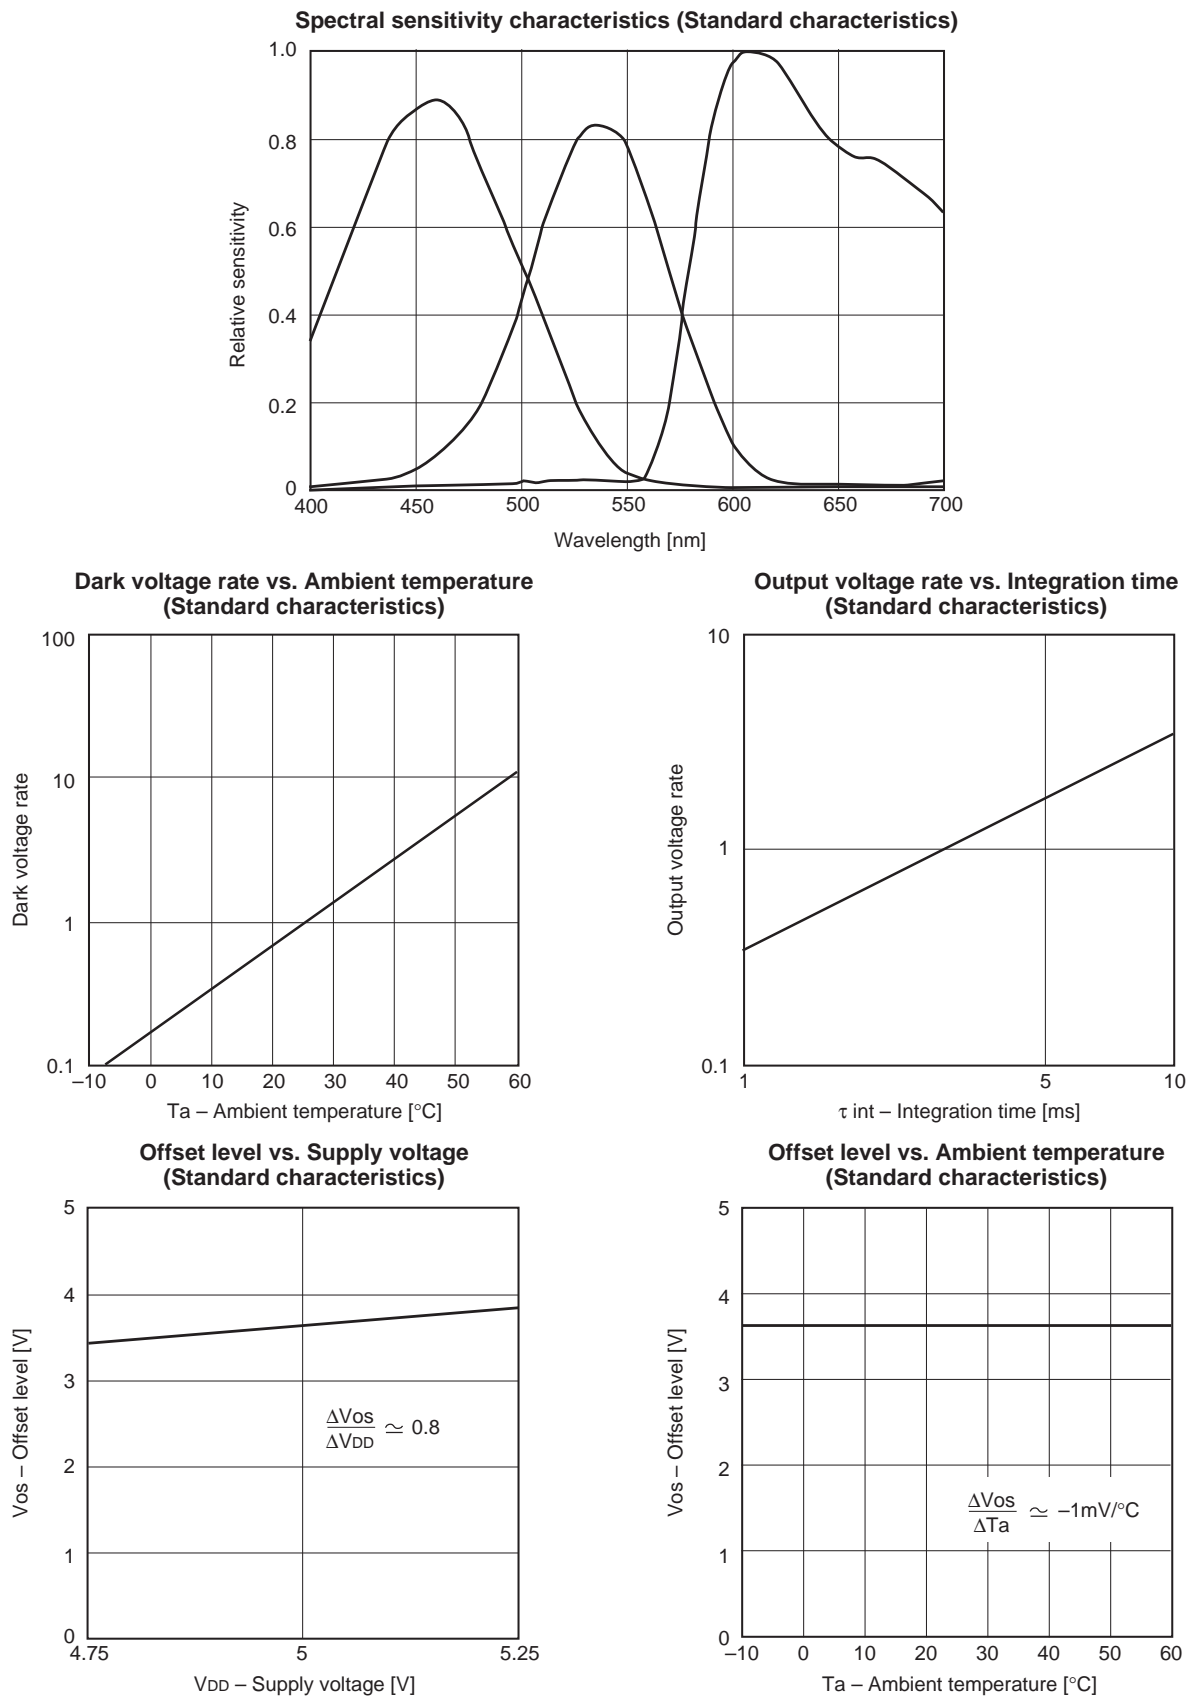 Spectral sensitivity characteristics (Standard characteristics)
1.0
0.8
0.6
0.4
0.2
0
Relative sensitivity
400 450 500 550 600 650 700
Wavelength [nm]
Dark voltage rate vs. Ambient temperature
(Standard characteristics)
100
10
1
0.1
Dark voltage rate
–10 0 10 20 30 40 50 60
Ta – Ambient temperature [°C]
Output voltage rate vs. Integration time
(Standard characteristics)
10
1
0.1
Output voltage rate
1 5 10
τ int – Integration time [ms]
Offset level vs. Supply voltage
(Standard characteristics)
5
4
3
2
1
0
Vos – Offset level [V]
ΔVos
ΔVDD
≃ 0.8
4.75 5 5.25
VDD – Supply voltage [V]
Offset level vs. Ambient temperature
(Standard characteristics)
5
4
3
2
1
0
Vos – Offset level [V]
ΔVos
ΔTa
≃ –1mV/°C
–10 0 10 20 30 40 50 60
Ta – Ambient temperature [°C]